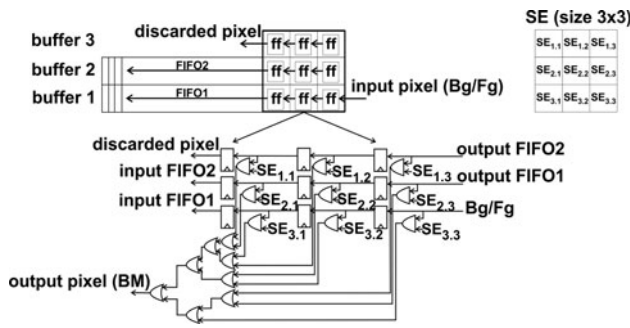 discarded pixel
SE (size 3x3)
buffer 3
ff ff ff
SE1.1 SE1.2 SE1.3
buffer 2
FIFO2
ff ff ff
SE2.1 SE2.2 SE2.3
input pixel (Bg/Fg)
buffer 1
FIFO1
ff ff ff
SE3.1 SE3.2 SE3.3
discarded pixel
output FIFO2
SE1.1 SE1.2 SE1.3
input FIFO2
output FIFO1
SE2.1 SE2.2 SE2.3
input FIFO1
Bg/Fg
SE3.1 SE3.2 SE3.3
output pixel (BM)